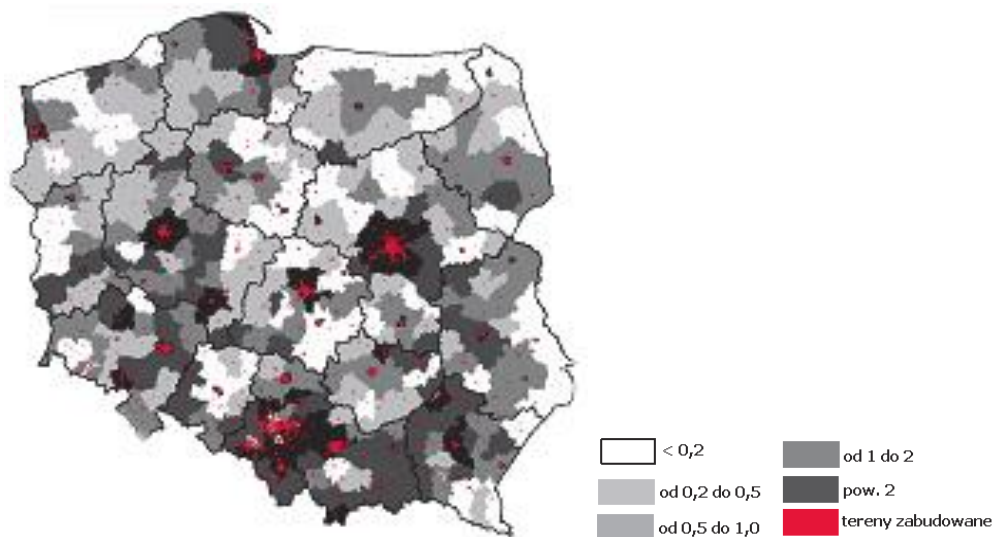 < 0,2
od 0,2 do 0,5
od 0,5 do 1,0
od 1 do 2
pow. 2
tereny zabudowane